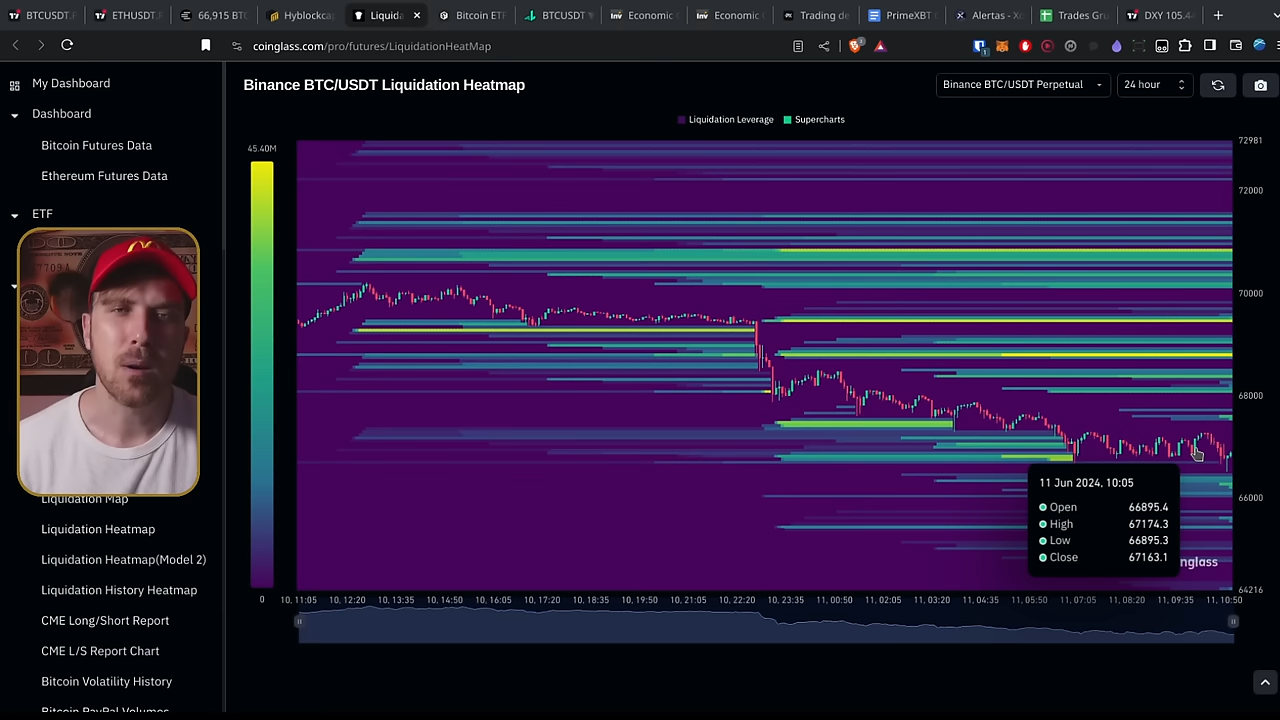 BTCUSDT.
ETHUSDT.
66,915 BTC
Hyblockca
Liquida
Bitcoin ETF
BTCUSDT
Economic
Economic
Trading de
PrimeXBT
Alertas - Xo
Trades Gru
DXY 105.4
coinglass.com/pro/futures/LiquidationHeatMap
My Dashboard
Dashboard
Bitcoin Futures Data
Ethereum Futures Data
ETF
Liquidation Map
Liquidation Heatmap
Liquidation Heatmap(Model 2)
Liquidation History Heatmap
CME Long/Short Report
CME L/S Report Chart
Bitcoin Volatility History
Bitcoin PayPal Volumes
Binance BTC/USDT Liquidation Heatmap
Binance BTC/USDT Perpetual
24 hour
Liquidation Leverage
Supercharts
45.40M
0
72981
72000
70000
68000
66000
64216
11 Jun 2024, 10:05
Open 66895.4
High 67174.3
Low 66895.3
Close 67163.1
nglass
10, 11:05 10, 12:20 10, 13:35 10, 14:50 10, 16:05 10, 17:20 10, 18:35 10, 19:50 10, 21:05 10, 22:20 10, 23:35 11, 00:50 11, 02:05 11, 03:20 11, 04:35 11, 05:50 11, 07:05 11, 08:20 11, 09:35 11, 10:50